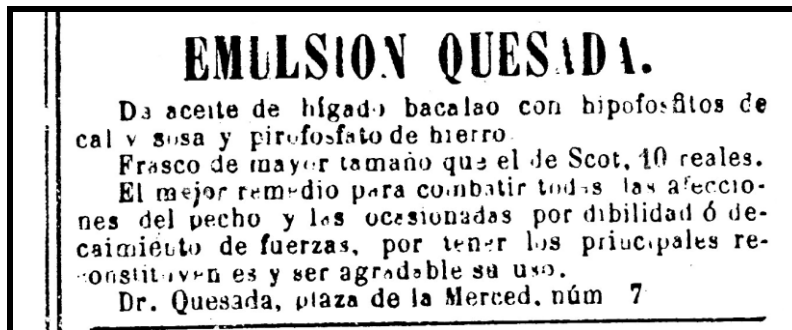 EMULSION QUESADA.
De aceite de hígado bacalao con hipofosfitos de
cal y sosa y pirofosfato de hierro.
Frasco de mayor tamaño que el de Scot, 10 reales.
El mejor remedio para combatir todas las afeccio-
nes del pecho y las ocasionadas por dibilidad ó de-
caimiento de fuerzas, por tener los principales re-
constituyenes y ser agradable su uso.
Dr. Quesada, plaza de la Merced, núm 7